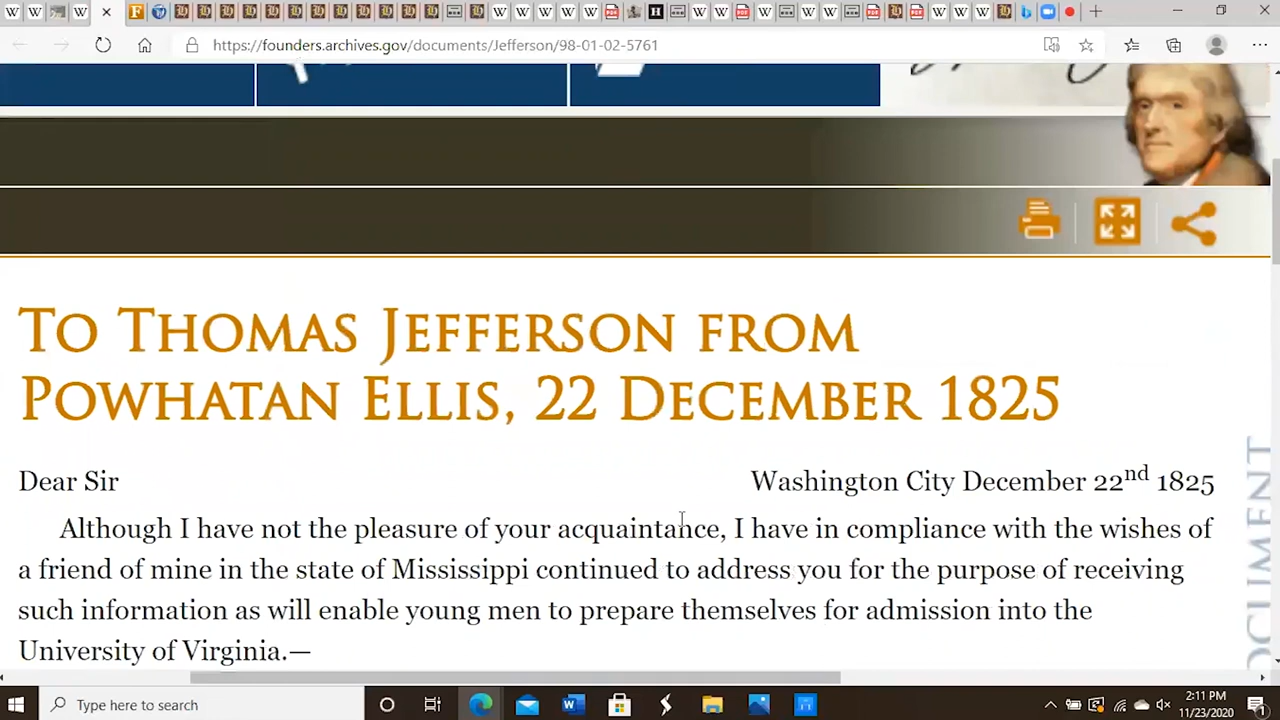 https://founders.archives.gov/documents/Jefferson/98-01-02-5761
To Thomas Jefferson from
Powhatan Ellis, 22 December 1825
Dear Sir
Washington City December 22nd 1825
Although I have not the pleasure of your acquaintance, I have in compliance with the wishes of
a friend of mine in the state of Mississippi continued to address you for the purpose of receiving
such information as will enable young men to prepare themselves for admission into the
University of Virginia.—
Type here to search
2:11 PM
11/23/2020